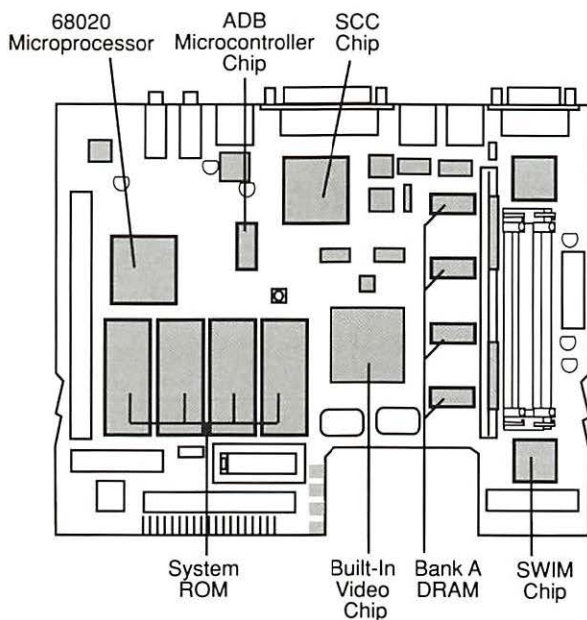 68020
Microprocessor
ADB
Microcontroller
Chip
SCC
Chip
System
ROM
Built-In
Video
Chip
Bank A
DRAM
SWIM
Chip